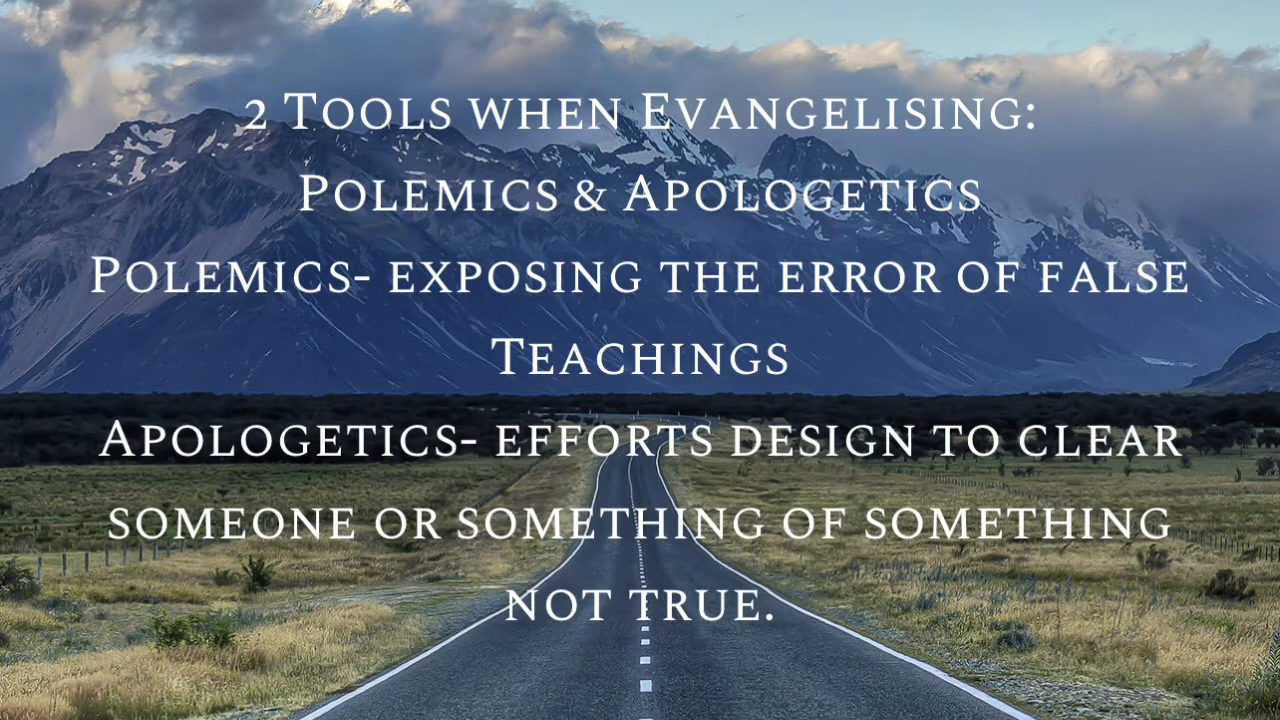 2 Tools when Evangelising:
Polemics & Apologetics
Polemics- exposing the error of false
Teachings
Apologetics- efforts design to clear
someone or something of something
not true.